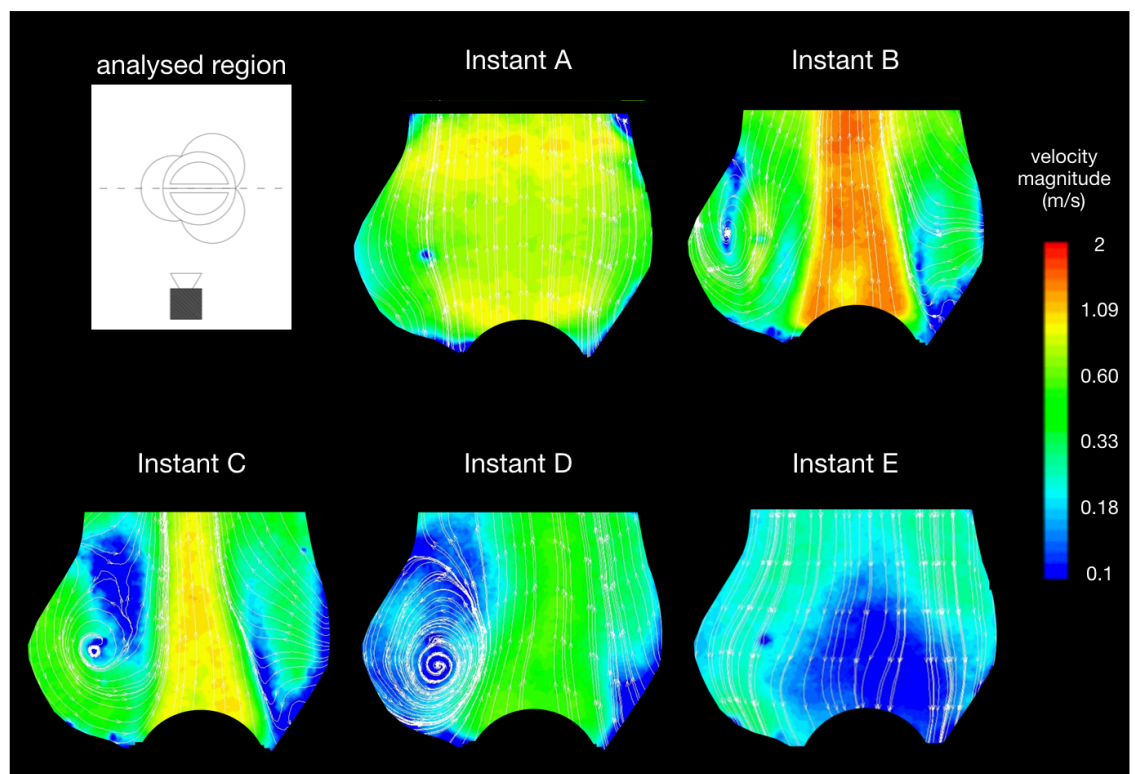 analysed region
Instant A
Instant B
velocity
magnitude
(m/s)
2
1.09
0.60
0.33
0.18
0.1
Instant C
Instant D
Instant E